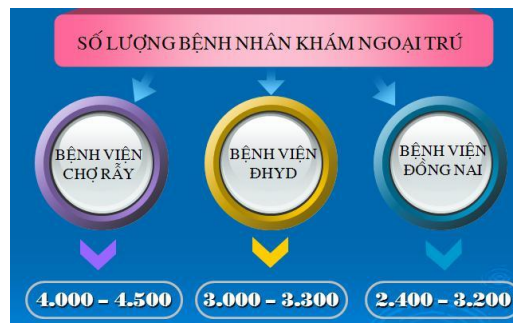 SỐ LƯỢNG BỆNH NHÂN KHÁM NGOẠI TRÚ
BỆNH VIỆN
CHỢ RẪY
BỆNH VIỆN
ĐHYD
BỆNH VIỆN
ĐỒNG NAI
4.000 – 4.500
3.000 – 3.300
2.400 – 3.200